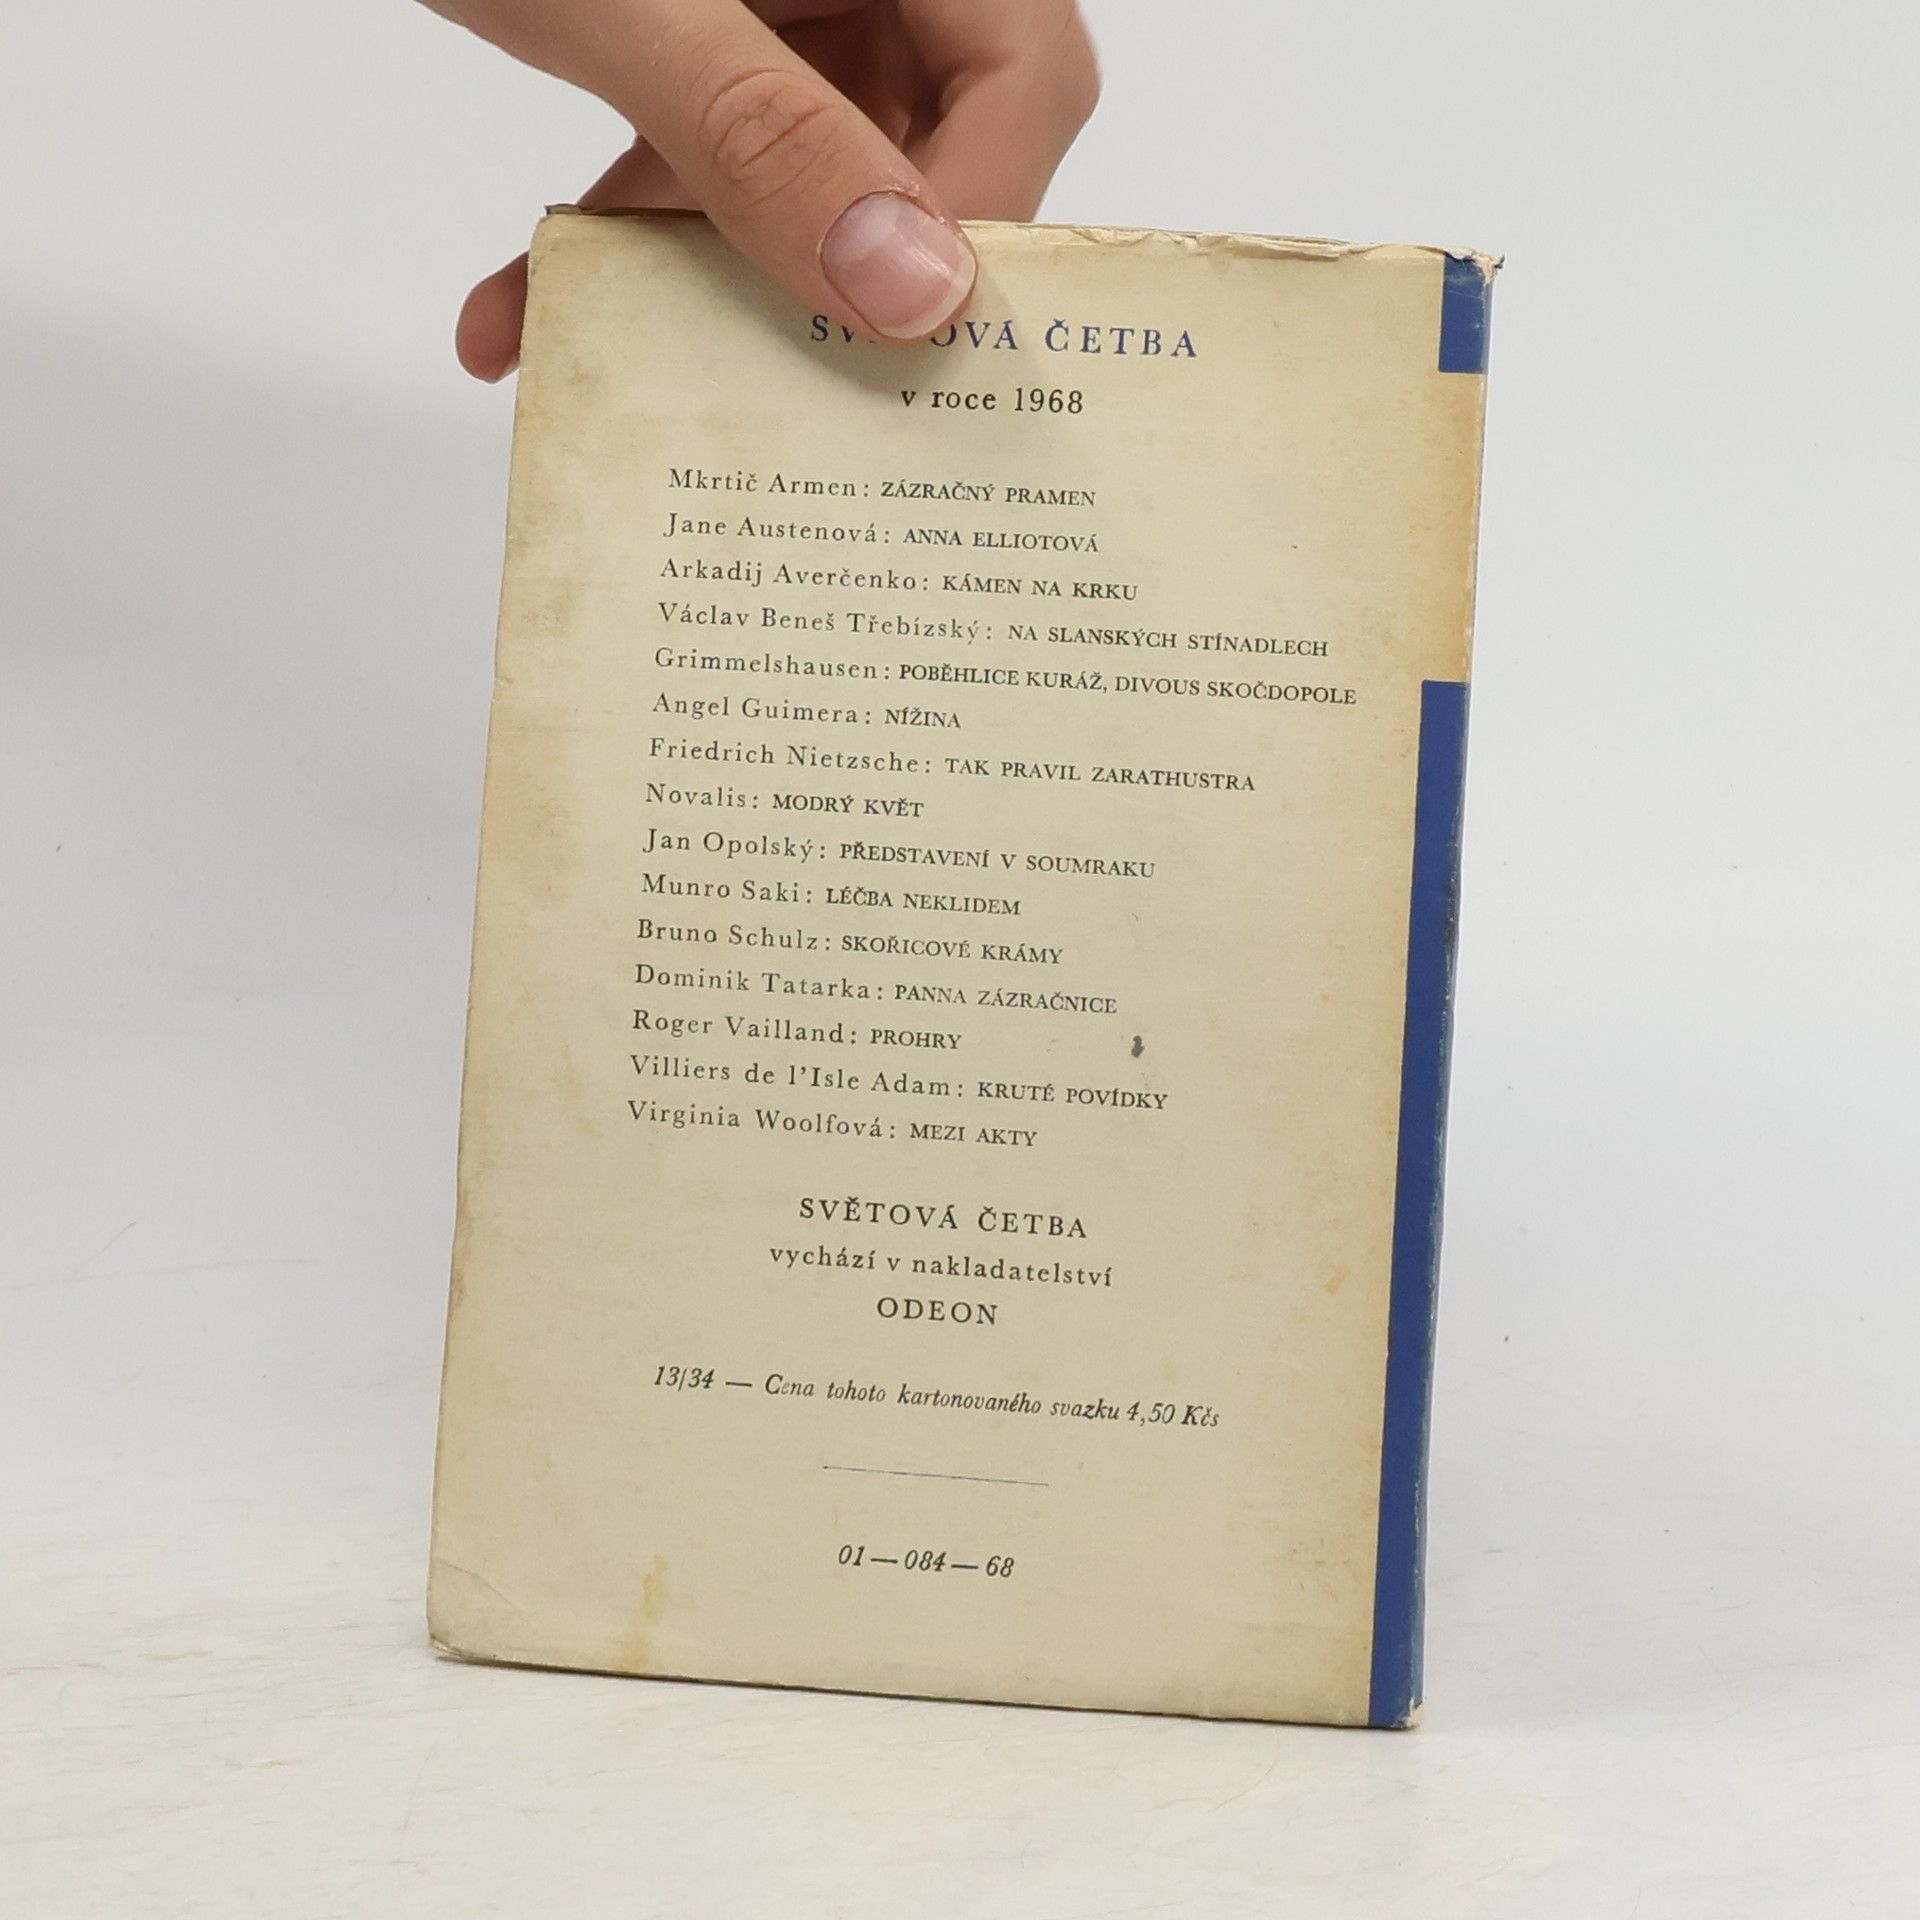 ČETBA
v roce 1968
Mkrtič Armen: ZÁZRAČNÝ PRAMEN
Jane Austenová: ANNA ELLIOTOVÁ
Arkadij Averčenko: KÁMEN NA KRKU
Václav Beneš Třebízský: NA SLANSKÝCH STÍNADLECH
Grimmelshausen: POBĚHLICE KURÁŽ, DIVOUS SKOČDOPOLE
Angel Guimera: NÍŽINA
Friedrich Nietzsche: TAK PRAVIL ZARATHUSTRA
Novalis: MODRÝ KVĚT
Jan Opolský: PŘEDSTAVENÍ V SOUMRAKU
Munro Saki: LÉČBA NEKLIDEM
Bruno Schulz: SKOŘICOVÉ KRÁMY
Dominik Tatarka: PANNA ZÁZRAČNICE
Roger Vailland: PROHRY
Villiers de l'Isle Adam: KRUTÉ POVÍDKY
Virginia Woolfová: MEZI AKTY
SVĚTOVÁ ČETBA
vychází v nakladatelství
ODEON
13/34 — Cena tohoto kartonovaného svazku 4,50 Kčs
01—084—68